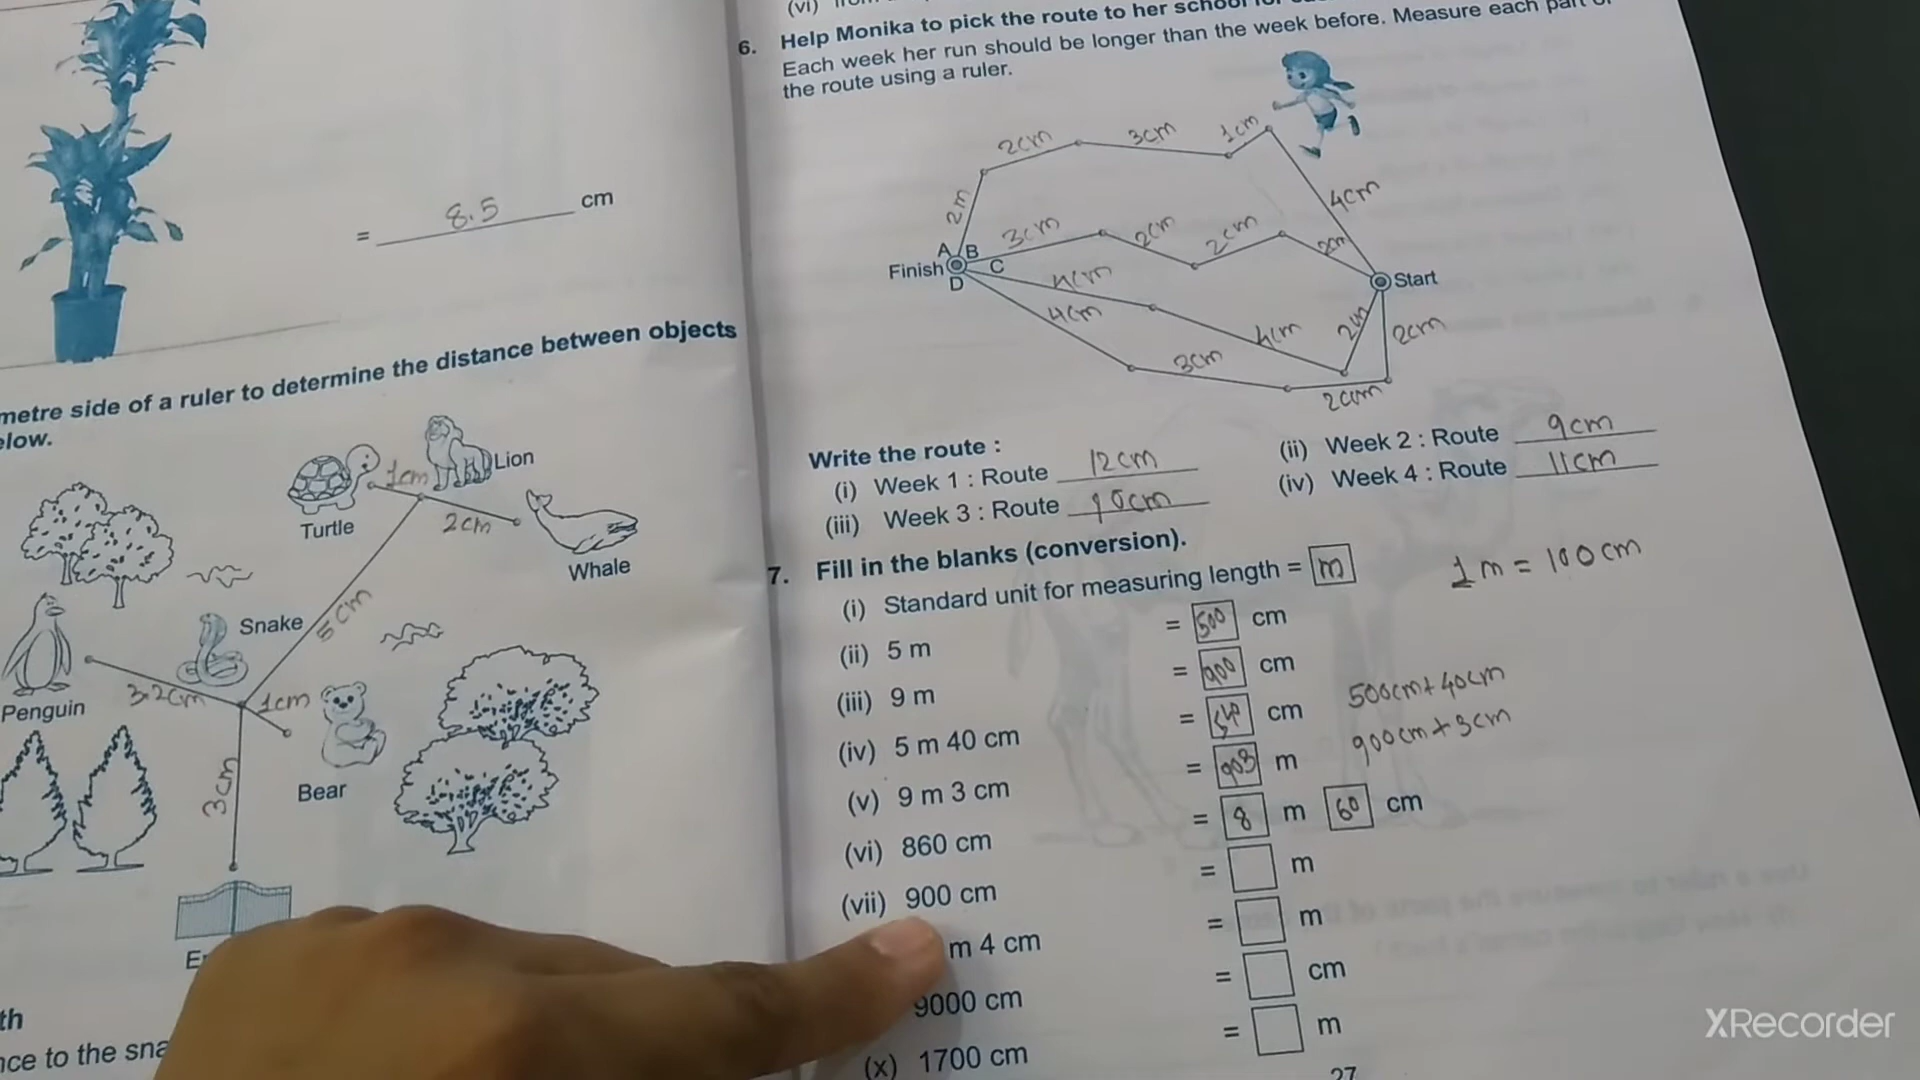 = 8.5 cm
metre side of a ruler to determine the distance between objects
elow.
Turtle
1cm
Lion
2cm
Whale
5cm
Snake
Penguin
3.2cm
1cm
Bear
3cm
th
nce to the sna
(vi)
6. Help Monika to pick the route to her school
Each week her run should be longer than the week before. Measure each part o
the route using a ruler.
2cm 3cm 1cm
2m
4cm
3cm 2cm 2cm 2cm
A B
Finish C
D
Start
4cm
4cm
4cm
2cm 2cm
3cm
2cm
Write the route :
(i) Week 1 : Route 12cm (ii) Week 2 : Route 9cm
(iii) Week 3 : Route 10cm (iv) Week 4 : Route 11cm
7. Fill in the blanks (conversion).
(i) Standard unit for measuring length = m 1m = 100cm
(ii) 5 m = 500 cm
(iii) 9 m = 900 cm
(iv) 5 m 40 cm = 540 cm 500cm+40cm
(v) 9 m 3 cm = 903 m 900cm+3cm
(vi) 860 cm = 8 m 60 cm
(vii) 900 cm = m
m 4 cm = m
9000 cm = cm
(x) 1700 cm = m
27
XRecorder